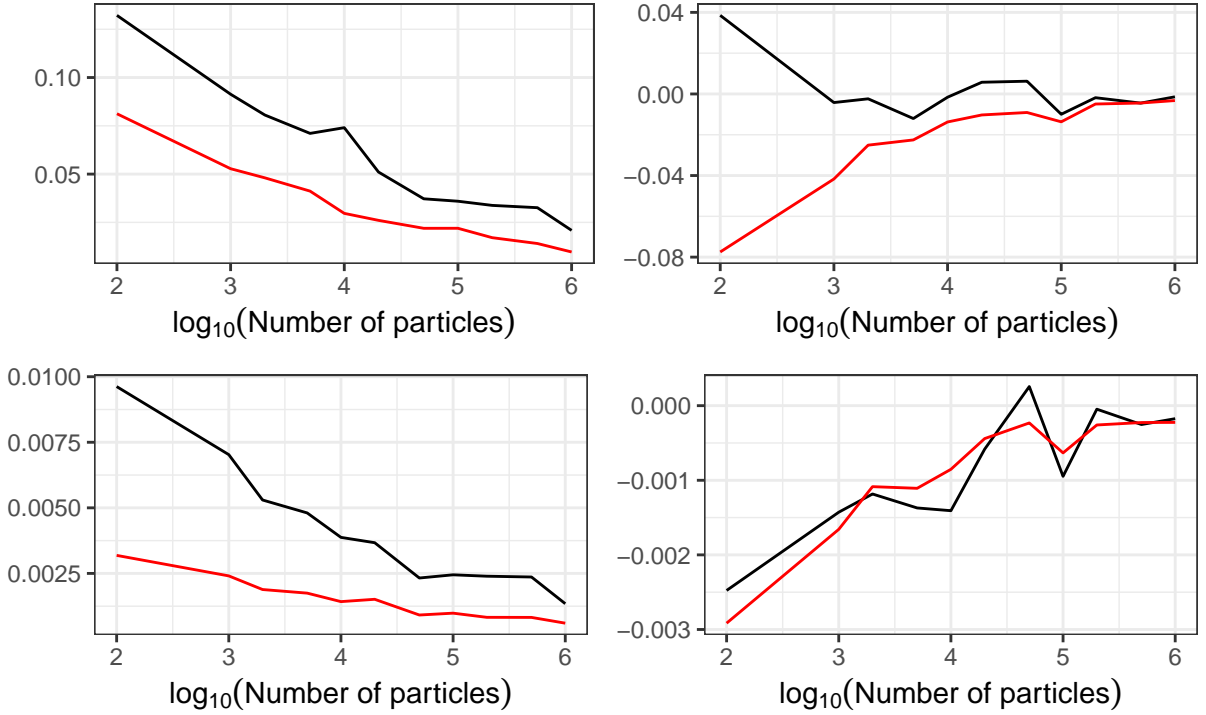 0.10
0.05
2 3 4 5 6
log₁₀(Number of particles)
0.04
0.00
−0.04
−0.08
2 3 4 5 6
log₁₀(Number of particles)
0.0100
0.0075
0.0050
0.0025
2 3 4 5 6
log₁₀(Number of particles)
0.000
−0.001
−0.002
−0.003
2 3 4 5 6
log₁₀(Number of particles)